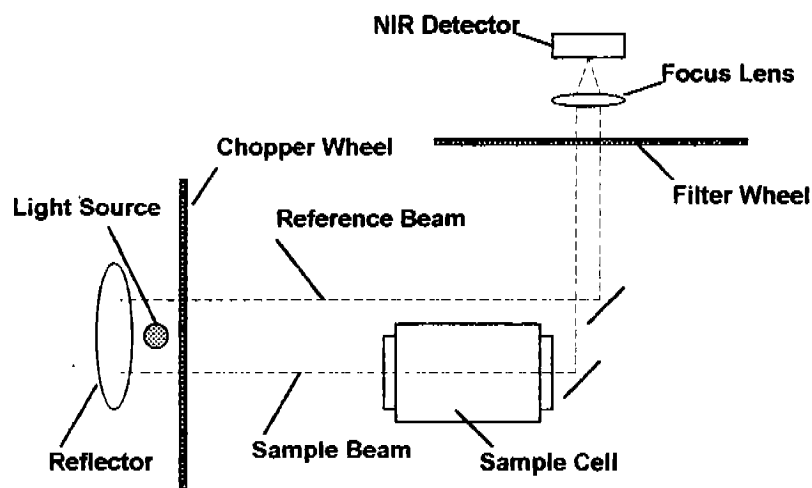 NIR Detector
Focus Lens
Chopper Wheel
Filter Wheel
Light Source
Reference Beam
Reflector
Sample Beam
Sample Cell